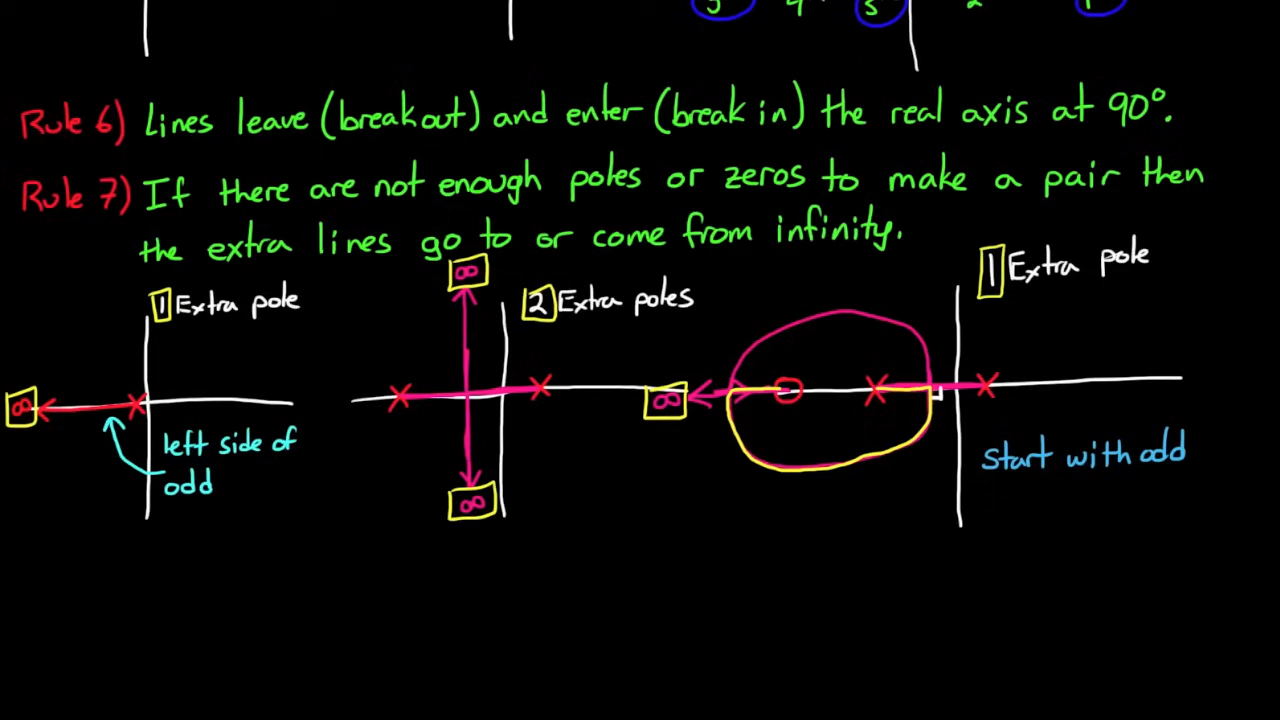 Rule 6) Lines leave (breakout) and enter (break in) the real axis at 90°.
Rule 7) If there are not enough poles or zeros to make a pair then
the extra lines go to or come from infinity.
1 Extra pole
∞
left side of
odd
∞
2 Extra poles
∞
1 Extra pole
∞
start with odd